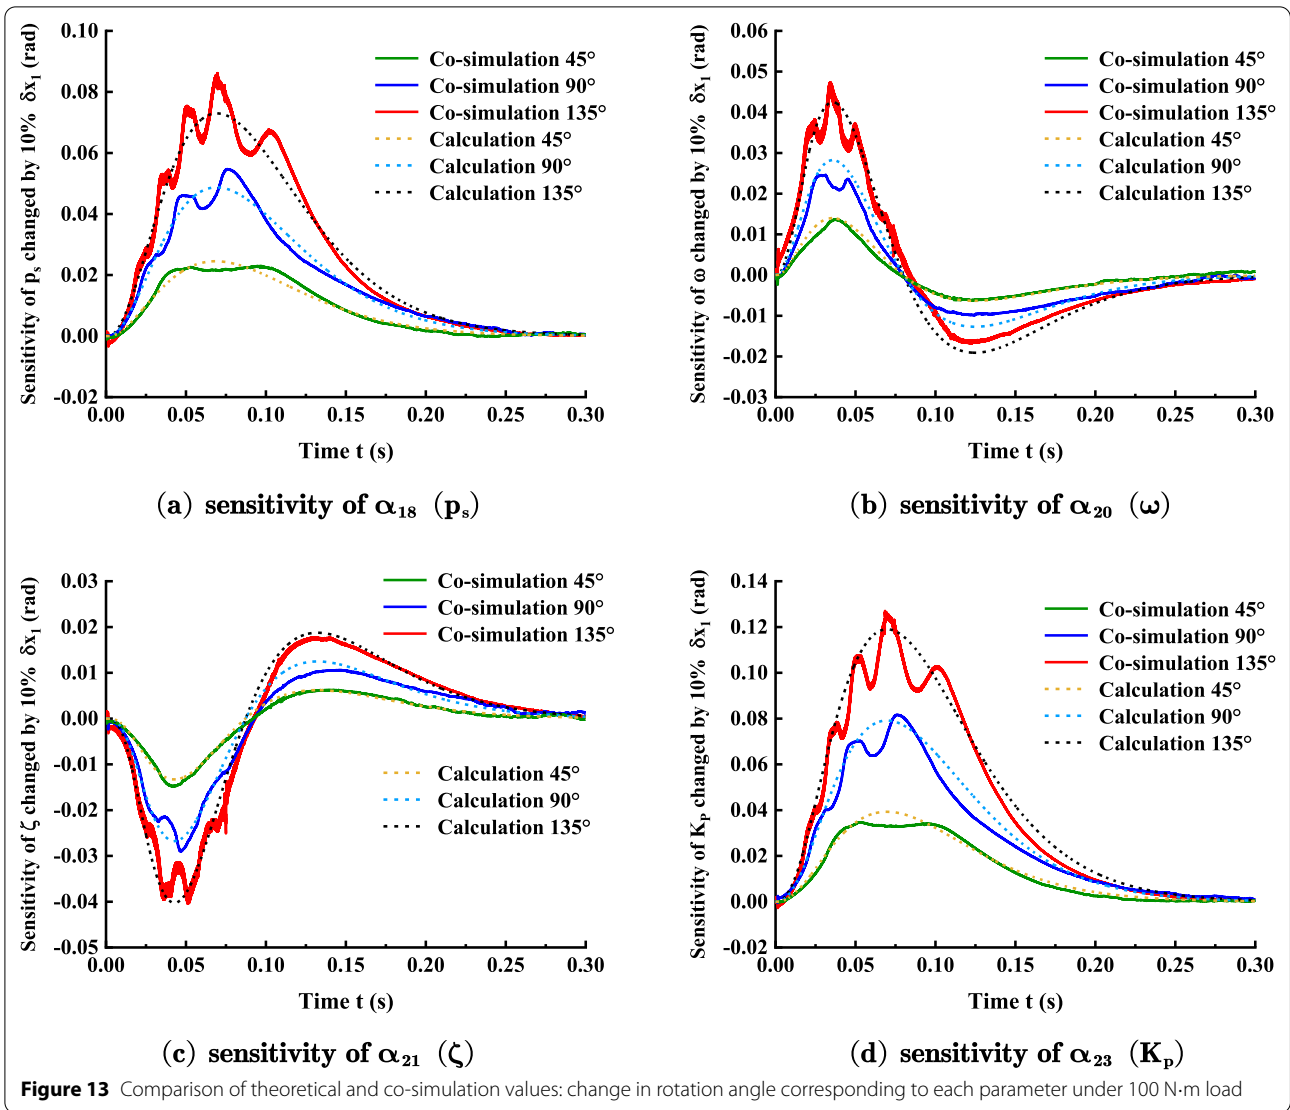 Sensitivity of pₛ changed by 10% δx₁ (rad)
0.10
0.08
0.06
0.04
0.02
0.00
-0.02
Co-simulation 45°
Co-simulation 90°
Co-simulation 135°
Calculation 45°
Calculation 90°
Calculation 135°
0.00 0.05 0.10 0.15 0.20 0.25 0.30
Time t (s)
(a) sensitivity of α₁₈ (pₛ)
Sensitivity of ω changed by 10% δx₁ (rad)
0.06
0.05
0.04
0.03
0.02
0.01
0.00
-0.01
-0.02
-0.03
Co-simulation 45°
Co-simulation 90°
Co-simulation 135°
Calculation 45°
Calculation 90°
Calculation 135°
0.00 0.05 0.10 0.15 0.20 0.25 0.30
Time t (s)
(b) sensitivity of α₂₀ (ω)
Sensitivity of ζ changed by 10% δx₁ (rad)
0.03
0.02
0.01
0.00
-0.01
-0.02
-0.03
-0.04
-0.05
Co-simulation 45°
Co-simulation 90°
Co-simulation 135°
Calculation 45°
Calculation 90°
Calculation 135°
0.00 0.05 0.10 0.15 0.20 0.25 0.30
Time t (s)
(c) sensitivity of α₂₁ (ζ)
Sensitivity of Kₚ changed by 10% δx₁ (rad)
0.14
0.12
0.10
0.08
0.06
0.04
0.02
0.00
-0.02
Co-simulation 45°
Co-simulation 90°
Co-simulation 135°
Calculation 45°
Calculation 90°
Calculation 135°
0.00 0.05 0.10 0.15 0.20 0.25 0.30
Time t (s)
(d) sensitivity of α₂₃ (Kₚ)
Figure 13 Comparison of theoretical and co-simulation values: change in rotation angle corresponding to each parameter under 100 N·m load